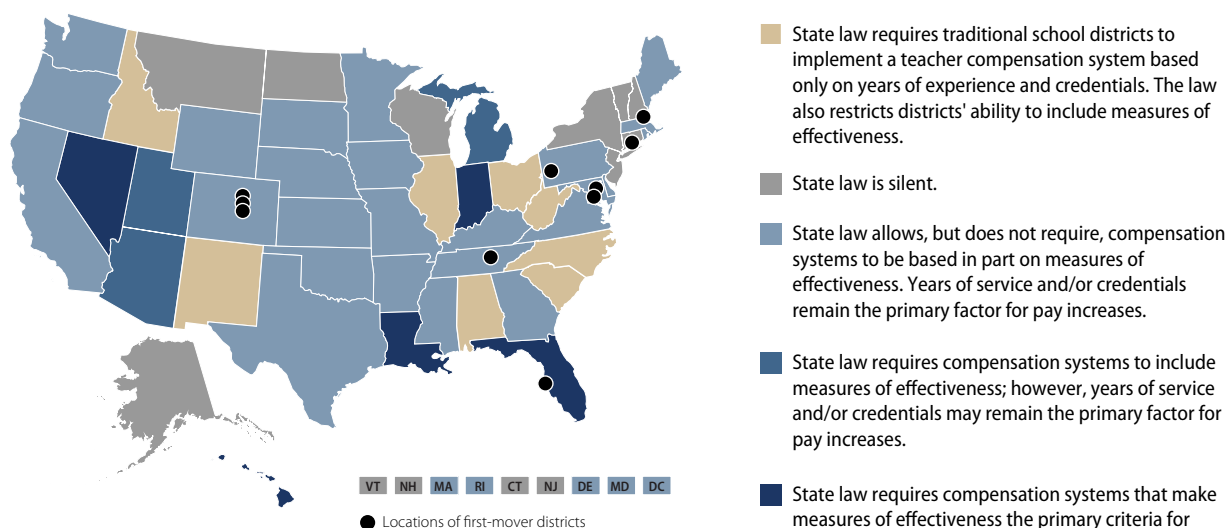 State law requires traditional school districts to
implement a teacher compensation system based
only on years of experience and credentials. The law
also restricts districts' ability to include measures of
effectiveness.
State law is silent.
State law allows, but does not require, compensation
systems to be based in part on measures of
effectiveness. Years of service and/or credentials
remain the primary factor for pay increases.
State law requires compensation systems to include
measures of effectiveness; however, years of service
and/or credentials may remain the primary factor for
pay increases.
State law requires compensation systems that make
measures of effectiveness the primary criteria for
VT NH MA RI CT NJ DE MD DC
Locations of first-mover districts